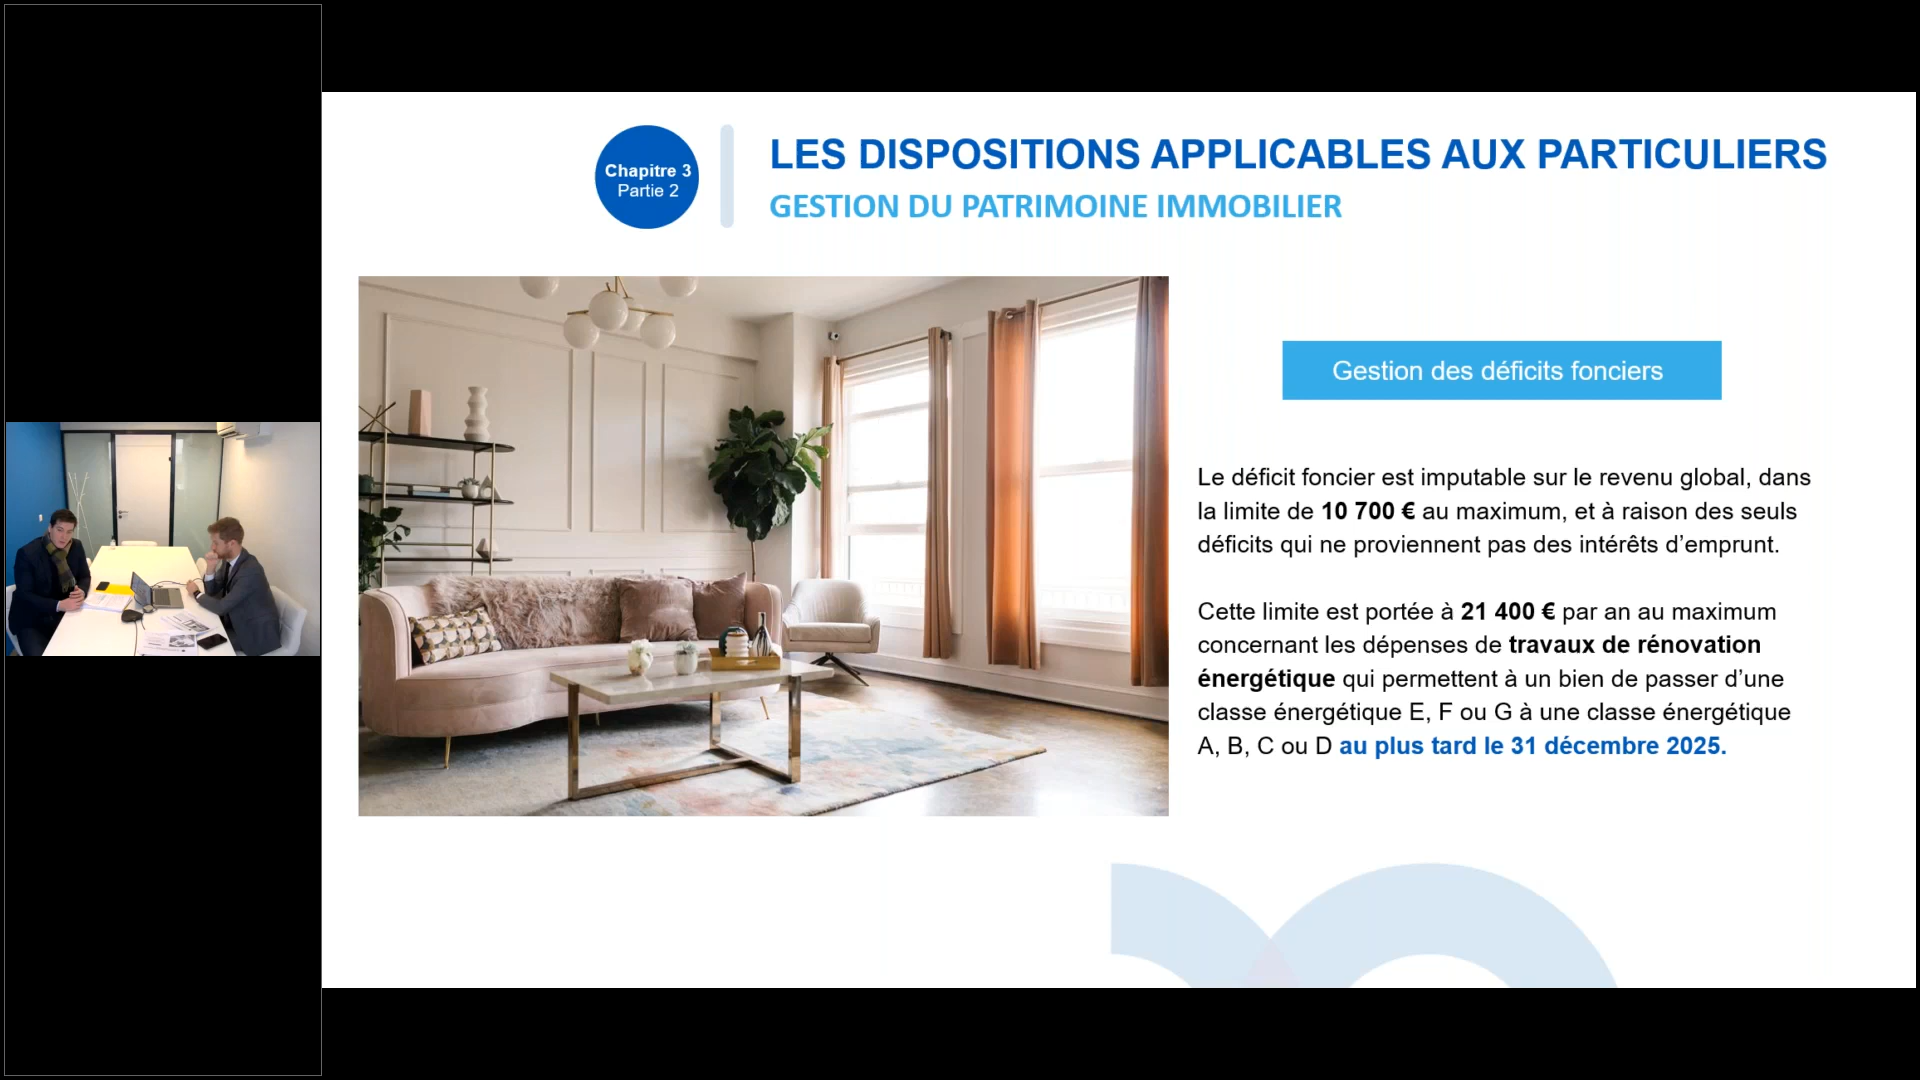 Chapitre 3
Partie 2
LES DISPOSITIONS APPLICABLES AUX PARTICULIERS
GESTION DU PATRIMOINE IMMOBILIER
Gestion des déficits fonciers
Le déficit foncier est imputable sur le revenu global, dans
la limite de 10 700 € au maximum, et à raison des seuls
déficits qui ne proviennent pas des intérêts d’emprunt.
Cette limite est portée à 21 400 € par an au maximum
concernant les dépenses de travaux de rénovation
énergétique qui permettent à un bien de passer d’une
classe énergétique E, F ou G à une classe énergétique
A, B, C ou D au plus tard le 31 décembre 2025.